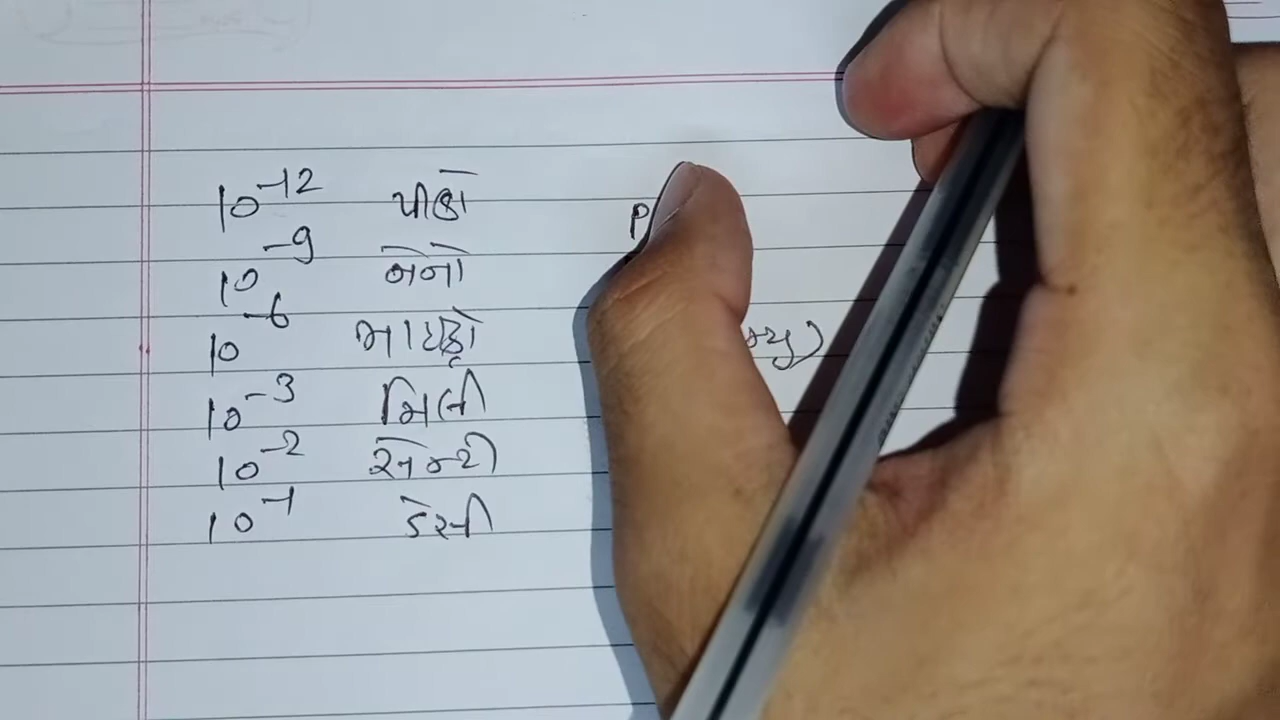 10⁻¹² પીકો P
10⁻⁹ નેનો
10⁻⁶ માઇક્રો મ્યુ)
10⁻³ મિલી
10⁻² સેન્ટી
10⁻¹ ડેસી